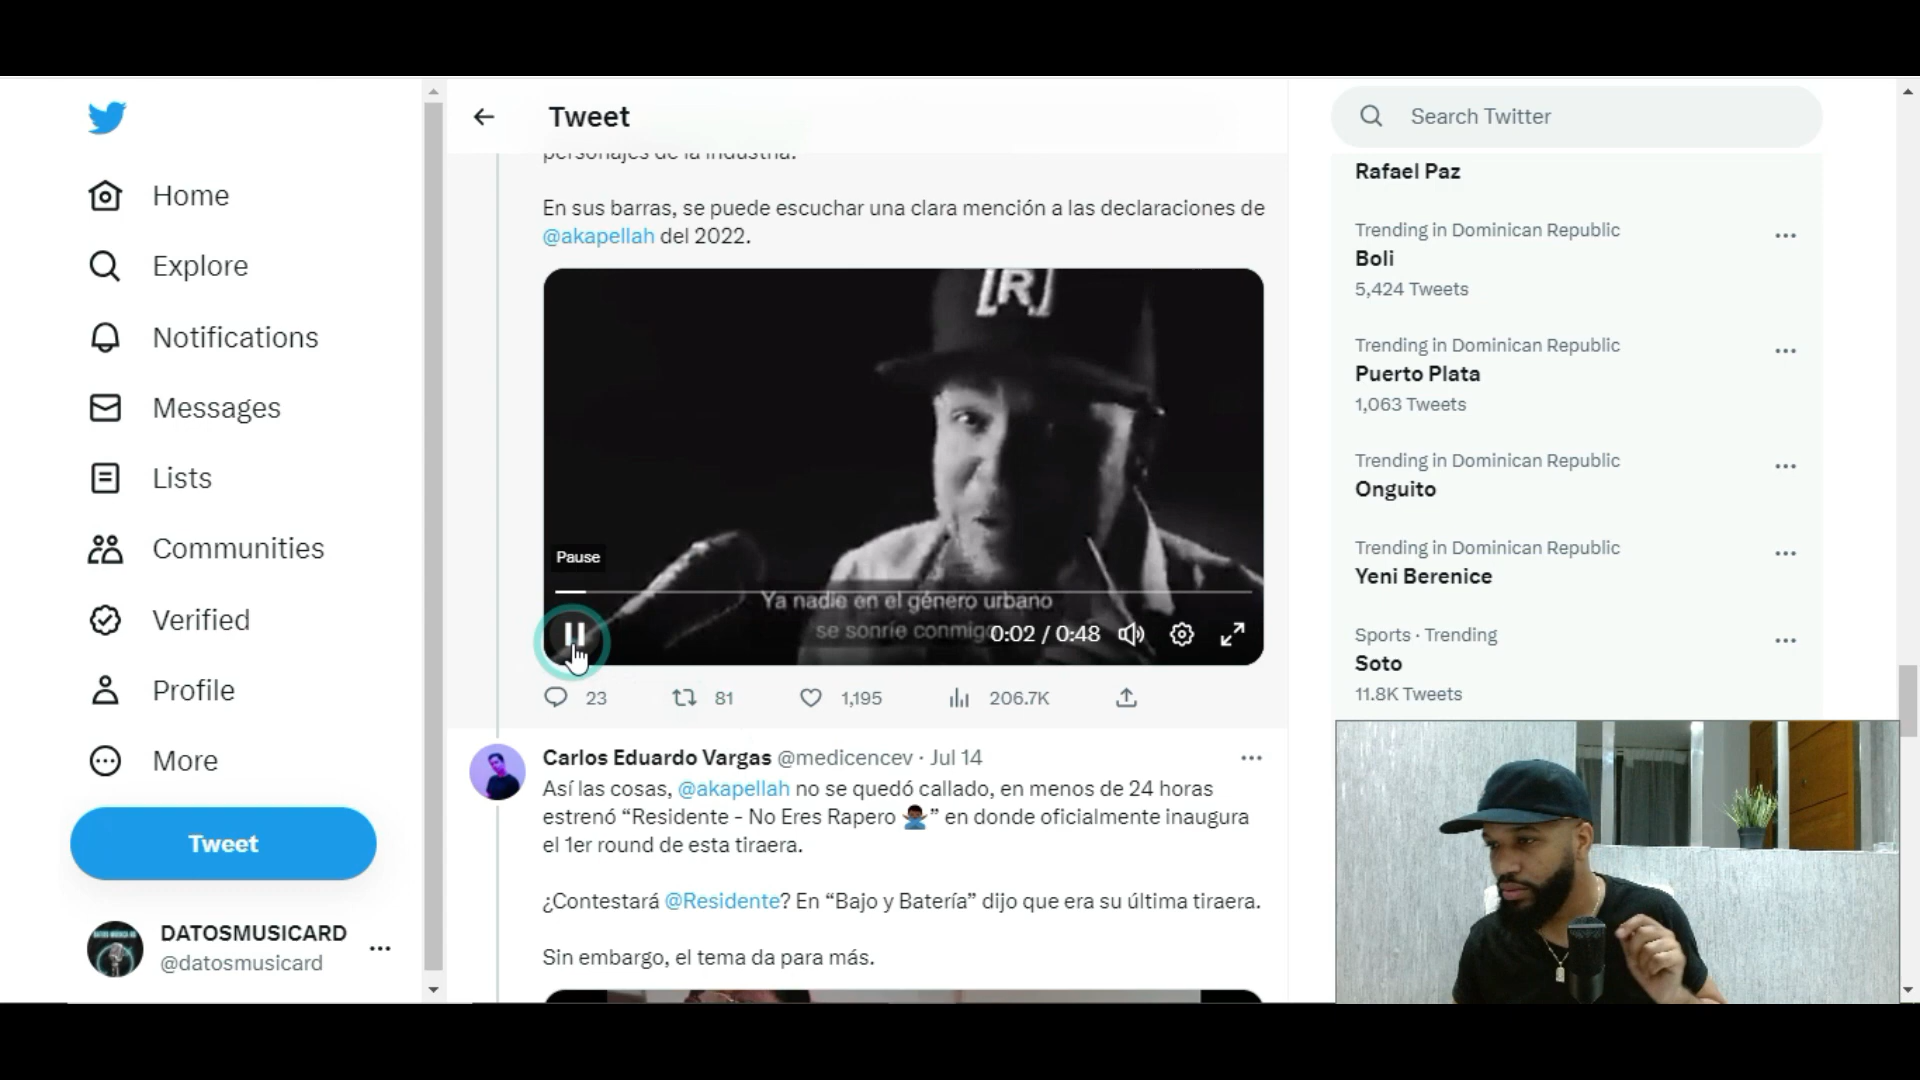 Home
Explore
Notifications
Messages
Lists
Communities
Verified
Profile
More
Tweet
DATOSMUSICARD
@datosmusicard
Tweet
personajes de la industria.
En sus barras, se puede escuchar una clara mención a las declaraciones de
@akapellah del 2022.
[R]
Pause
Ya nadie en el género urbano
se sonríe conmigo
0:02 / 0:48
23
81
1,195
206.7K
Carlos Eduardo Vargas @medicencev · Jul 14
Así las cosas, @akapellah no se quedó callado, en menos de 24 horas
estrenó “Residente - No Eres Rapero 🙅🏿‍♂️” en donde oficialmente inaugura
el 1er round de esta tiraera.
¿Contestará @Residente? En “Bajo y Batería” dijo que era su última tiraera.
Sin embargo, el tema da para más.
Search Twitter
Rafael Paz
Trending in Dominican Republic
Boli
5,424 Tweets
Trending in Dominican Republic
Puerto Plata
1,063 Tweets
Trending in Dominican Republic
Onguito
Trending in Dominican Republic
Yeni Berenice
Sports · Trending
Soto
11.8K Tweets